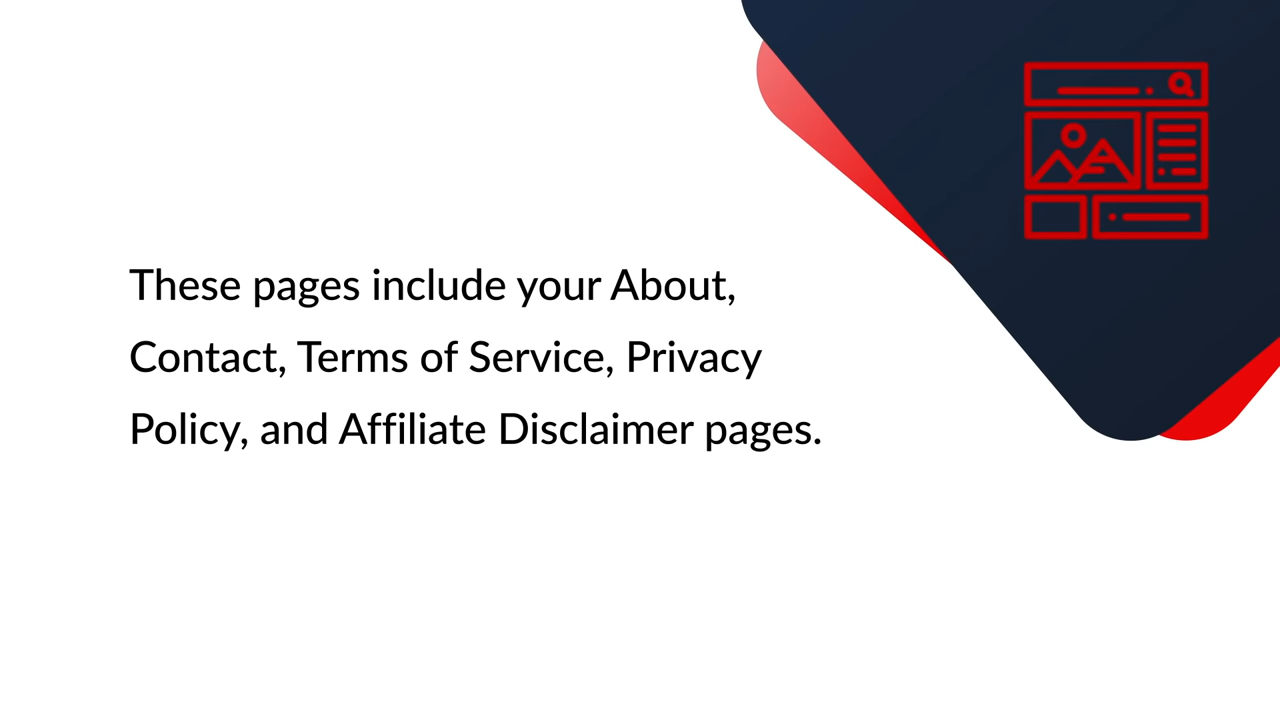 These pages include your About,
Contact, Terms of Service, Privacy
Policy, and Affiliate Disclaimer pages.